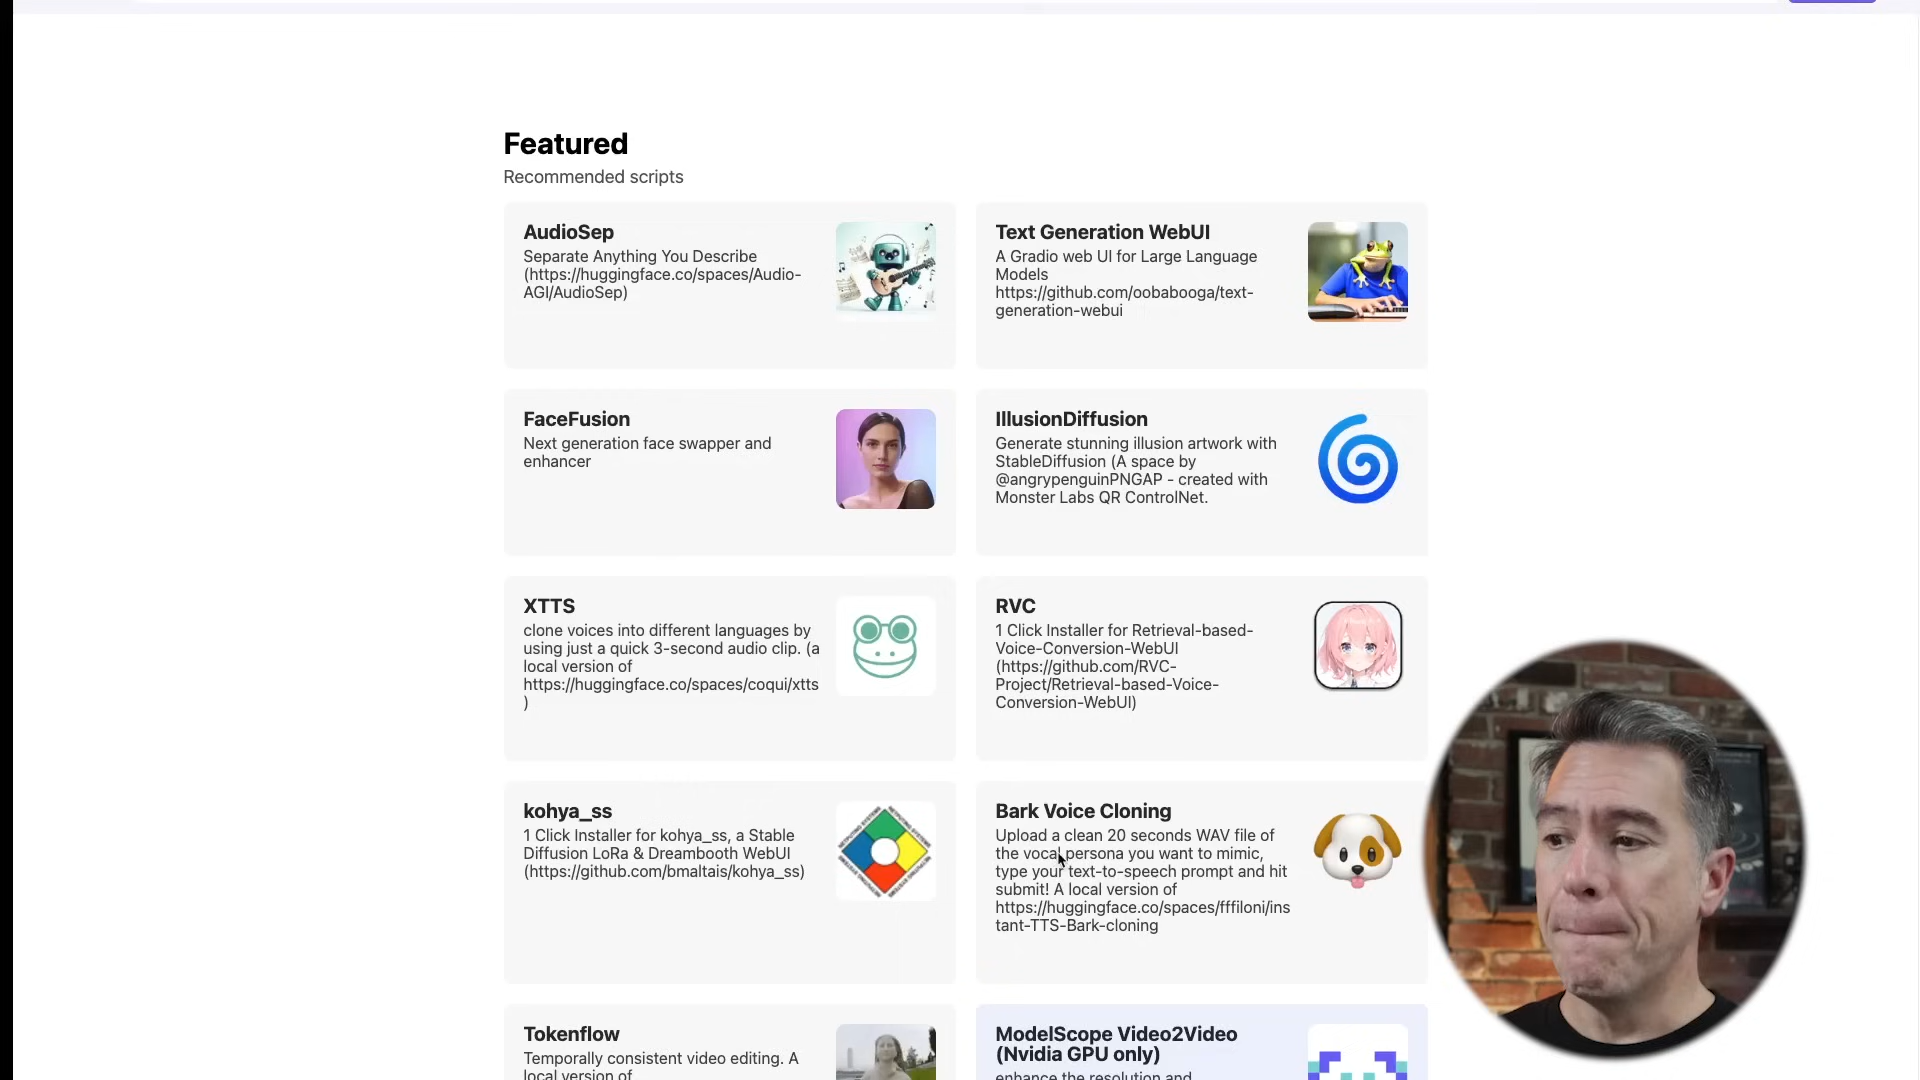 Featured
Recommended scripts
AudioSep
Separate Anything You Describe
(https://huggingface.co/spaces/Audio-
AGI/AudioSep)
Text Generation WebUI
A Gradio web UI for Large Language
Models
https://github.com/oobabooga/text-
generation-webui
FaceFusion
Next generation face swapper and
enhancer
IllusionDiffusion
Generate stunning illusion artwork with
StableDiffusion (A space by
@angrypenguinPNGAP - created with
Monster Labs QR ControlNet.
XTTS
clone voices into different languages by
using just a quick 3-second audio clip. (a
local version of
https://huggingface.co/spaces/coqui/xtts
)
RVC
1 Click Installer for Retrieval-based-
Voice-Conversion-WebUI
(https://github.com/RVC-
Project/Retrieval-based-Voice-
Conversion-WebUI)
kohya_ss
1 Click Installer for kohya_ss, a Stable
Diffusion LoRa & Dreambooth WebUI
(https://github.com/bmaltais/kohya_ss)
Bark Voice Cloning
Upload a clean 20 seconds WAV file of
the vocal persona you want to mimic,
type your text-to-speech prompt and hit
submit! A local version of
https://huggingface.co/spaces/fffiloni/ins
tant-TTS-Bark-cloning
Tokenflow
Temporally consistent video editing. A
local version of
ModelScope Video2Video
(Nvidia GPU only)
enhance the resolution and